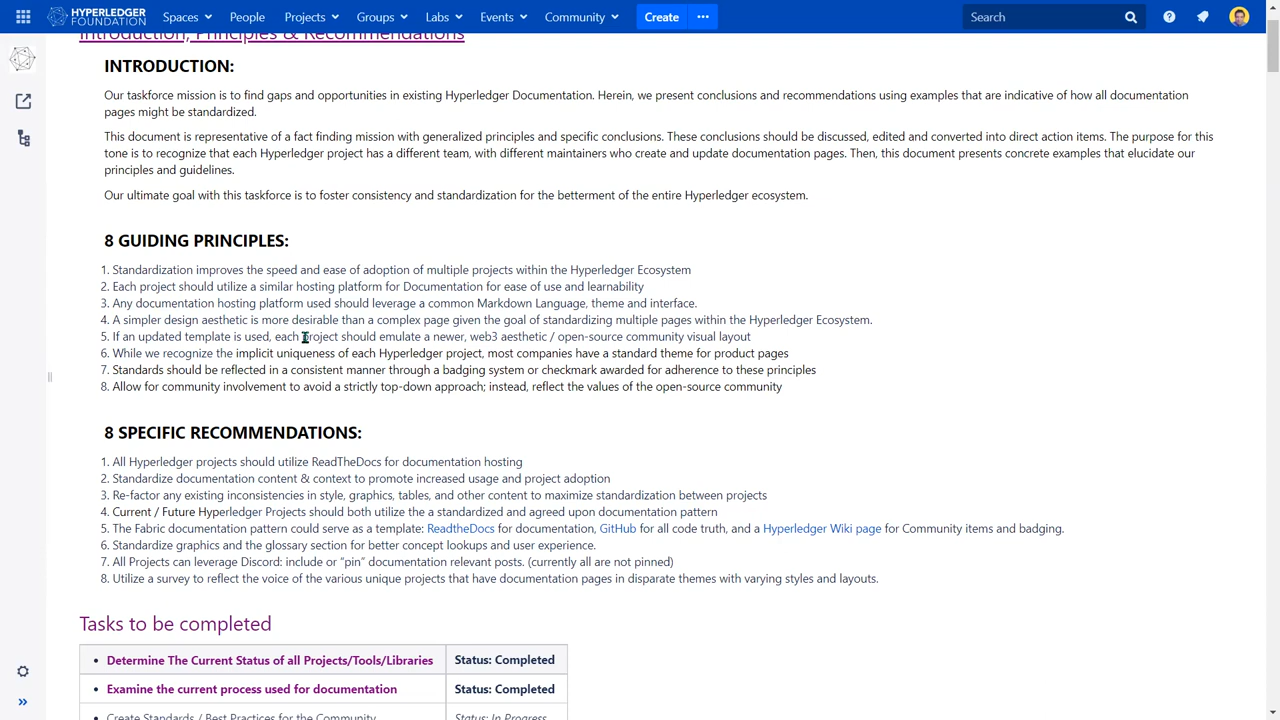 HYPERLEDGER FOUNDATION Spaces People Projects Groups Labs Events Community Create ••• Search
Introduction, Principles & Recommendations
INTRODUCTION:
Our taskforce mission is to find gaps and opportunities in existing Hyperledger Documentation. Herein, we present conclusions and recommendations using examples that are indicative of how all documentation
pages might be standardized.
This document is representative of a fact finding mission with generalized principles and specific conclusions. These conclusions should be discussed, edited and converted into direct action items. The purpose for this
tone is to recognize that each Hyperledger project has a different team, with different maintainers who create and update documentation pages. Then, this document presents concrete examples that elucidate our
principles and guidelines.
Our ultimate goal with this taskforce is to foster consistency and standardization for the betterment of the entire Hyperledger ecosystem.
8 GUIDING PRINCIPLES:
1. Standardization improves the speed and ease of adoption of multiple projects within the Hyperledger Ecosystem
2. Each project should utilize a similar hosting platform for Documentation for ease of use and learnability
3. Any documentation hosting platform used should leverage a common Markdown Language, theme and interface.
4. A simpler design aesthetic is more desirable than a complex page given the goal of standardizing multiple pages within the Hyperledger Ecosystem.
5. If an updated template is used, each project should emulate a newer, web3 aesthetic / open-source community visual layout
6. While we recognize the implicit uniqueness of each Hyperledger project, most companies have a standard theme for product pages
7. Standards should be reflected in a consistent manner through a badging system or checkmark awarded for adherence to these principles
8. Allow for community involvement to avoid a strictly top-down approach; instead, reflect the values of the open-source community
8 SPECIFIC RECOMMENDATIONS:
1. All Hyperledger projects should utilize ReadTheDocs for documentation hosting
2. Standardize documentation content & context to promote increased usage and project adoption
3. Re-factor any existing inconsistencies in style, graphics, tables, and other content to maximize standardization between projects
4. Current / Future Hyperledger Projects should both utilize the a standardized and agreed upon documentation pattern
5. The Fabric documentation pattern could serve as a template: ReadtheDocs for documentation, GitHub for all code truth, and a Hyperledger Wiki page for Community items and badging.
6. Standardize graphics and the glossary section for better concept lookups and user experience.
7. All Projects can leverage Discord: include or “pin” documentation relevant posts. (currently all are not pinned)
8. Utilize a survey to reflect the voice of the various unique projects that have documentation pages in disparate themes with varying styles and layouts.
Tasks to be completed
• Determine The Current Status of all Projects/Tools/Libraries Status: Completed
• Examine the current process used for documentation Status: Completed
• Create Standards / Best Practices for the Community Status: In Progress